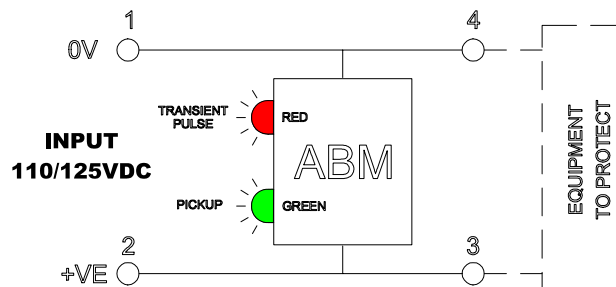 1
4
0V
TRANSIENT
PULSE
RED
INPUT
110/125VDC
ABM
PICKUP
GREEN
2
3
+VE
EQUIPMENT
TO PROTECT